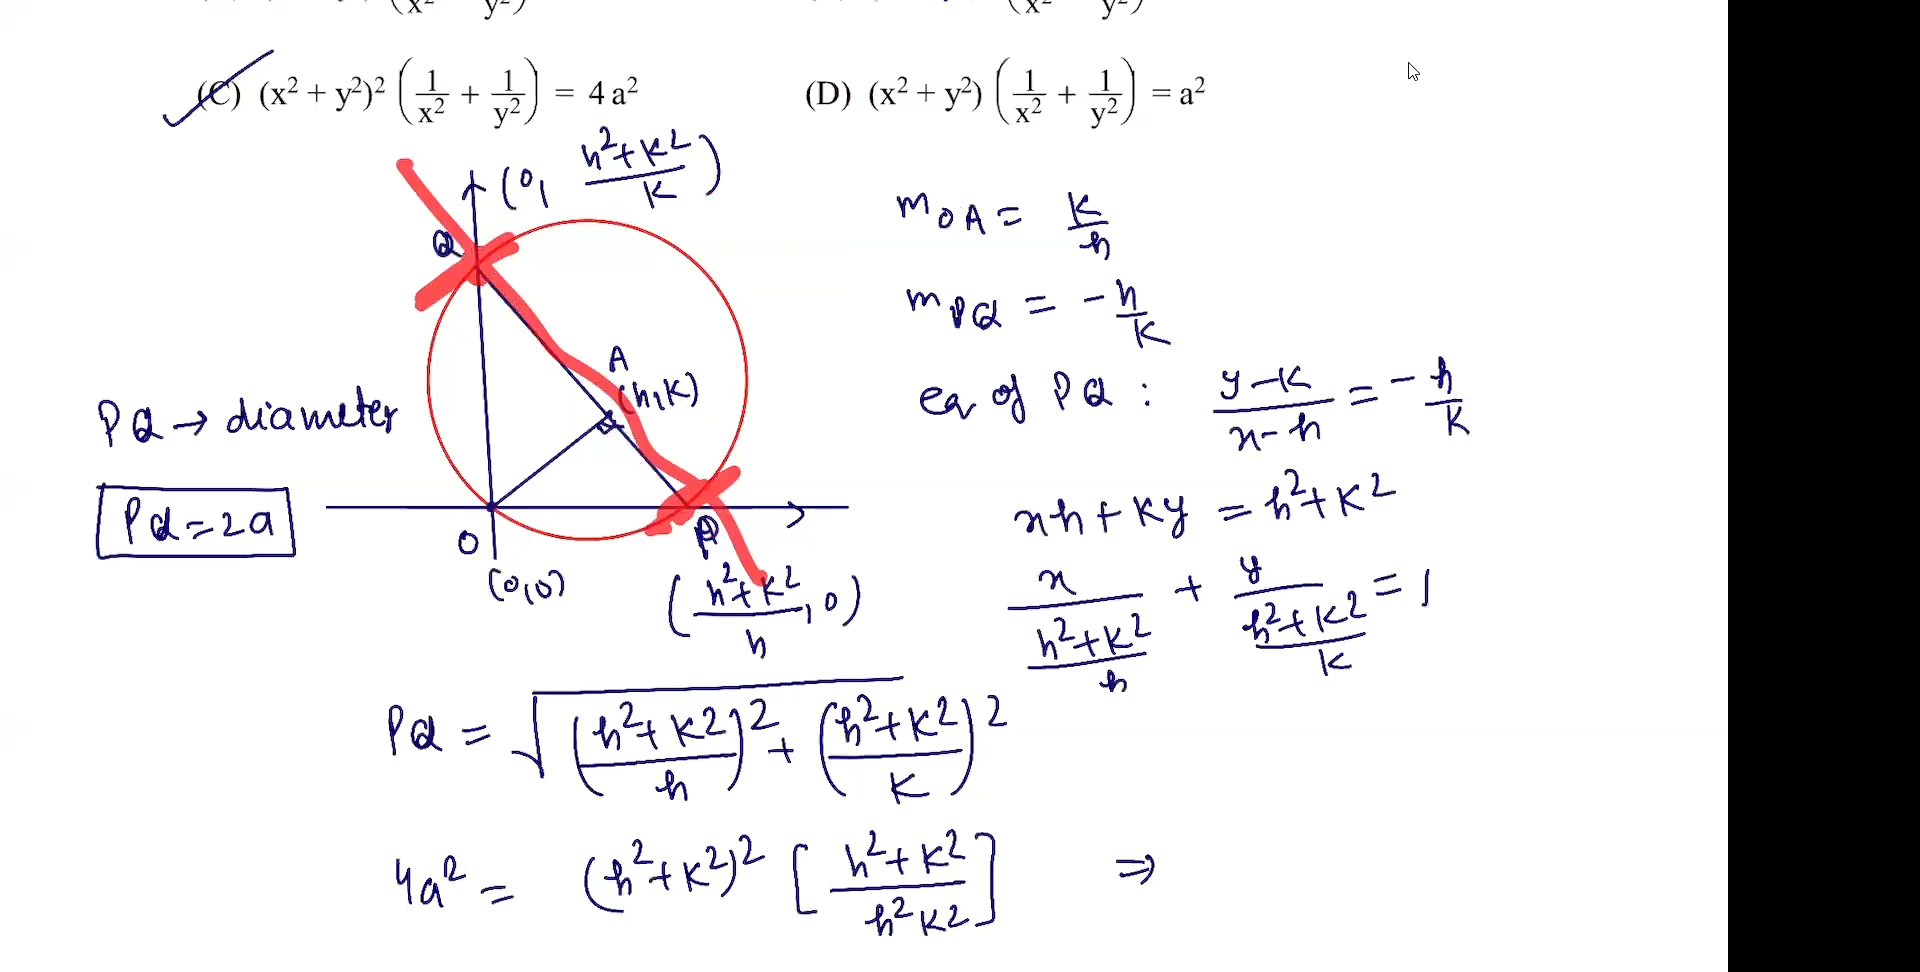 (C) (x² + y²)² (1/x² + 1/y²) = 4 a²
(D) (x² + y²) (1/x² + 1/y²) = a²
(0, (h²+k²)/k)
Q
A
(h,k)
PQ → diameter
PQ = 2a
O
(0,0)
P
((h²+k²)/h, 0)
m_OA = k/h
m_PQ = -h/k
eq of PQ : (y-k)/(x-h) = -h/k
xh + ky = h²+k²
x/((h²+k²)/h) + y/((h²+k²)/k) = 1
PQ = √(((h²+k²)/h)² + ((h²+k²)/k)²)
4a² = (h²+k²)² [(h²+k²)/(h²k²)] ⇒